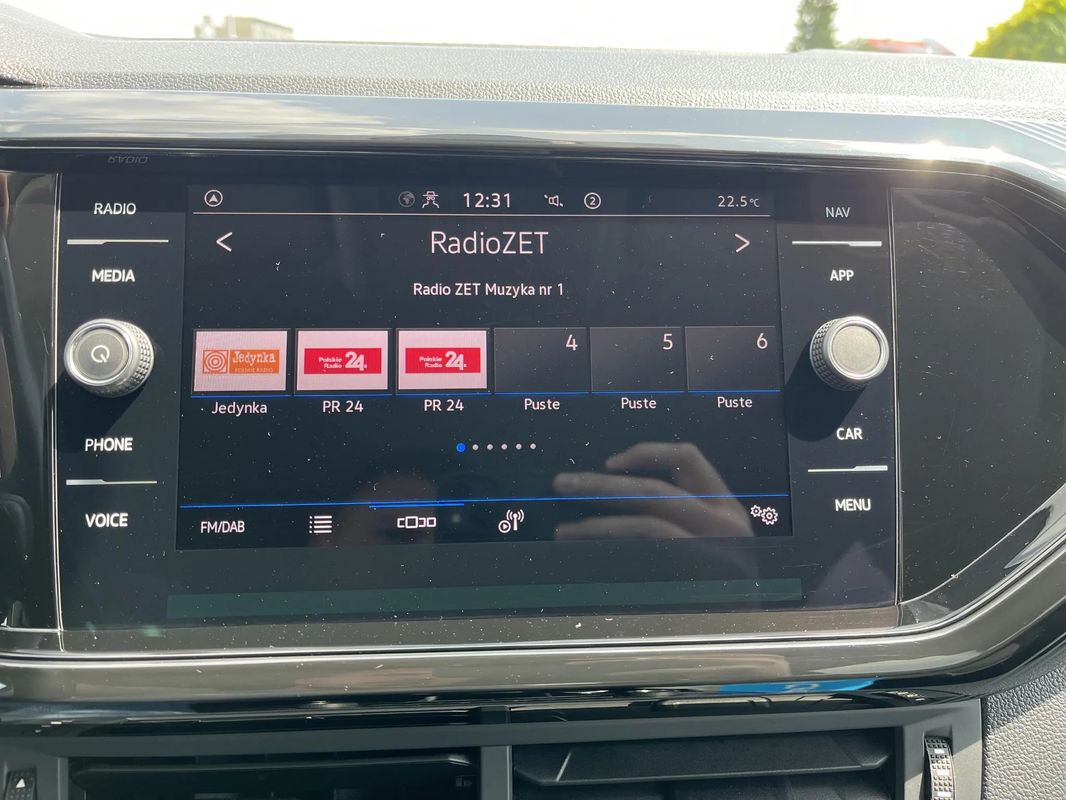 RADIO
RADIO
MEDIA
PHONE
VOICE
12:31
2
22.5°C
RadioZET
Radio ZET Muzyka nr 1
Jedynka
POLSKIE RADIO
Polskie Radio 24.
Polskie Radio 24.
4
5
6
Jedynka
PR 24
PR 24
Puste
Puste
Puste
FM/DAB
NAV
APP
CAR
MENU